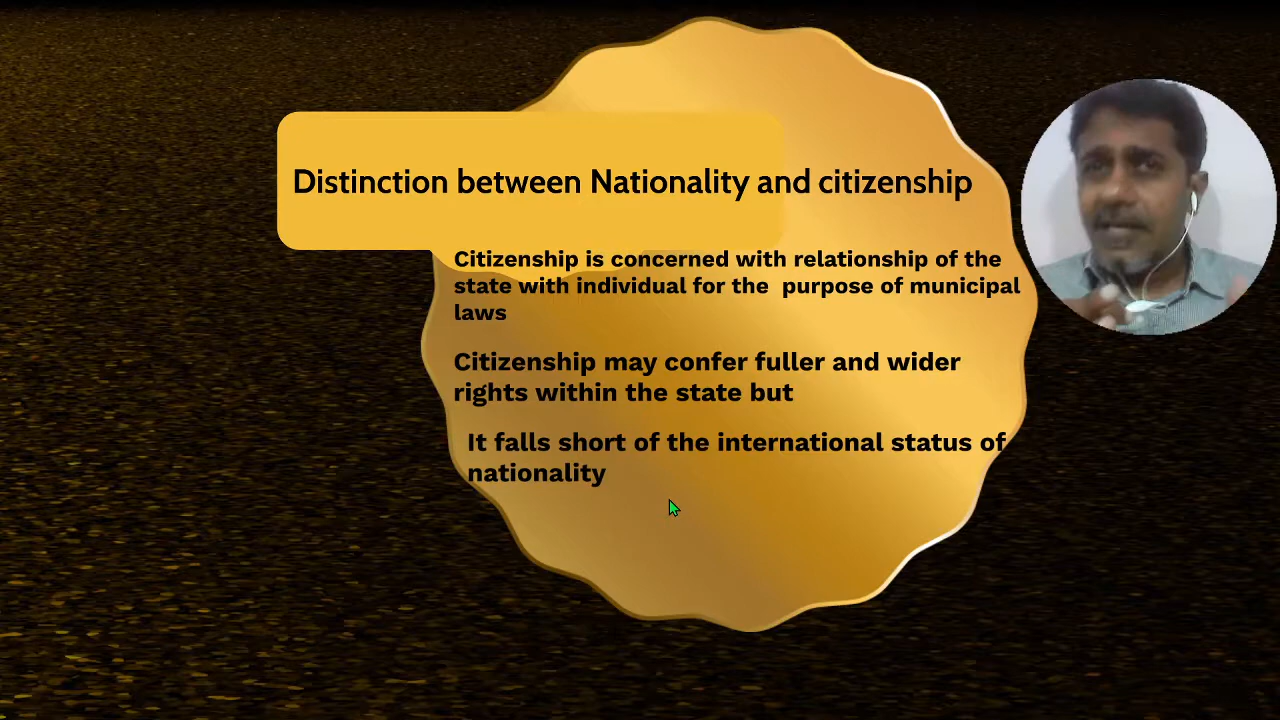 Distinction between Nationality and citizenship
Citizenship is concerned with relationship of the
state with individual for the  purpose of municipal
laws
Citizenship may confer fuller and wider
rights within the state but
It falls short of the international status of
nationality